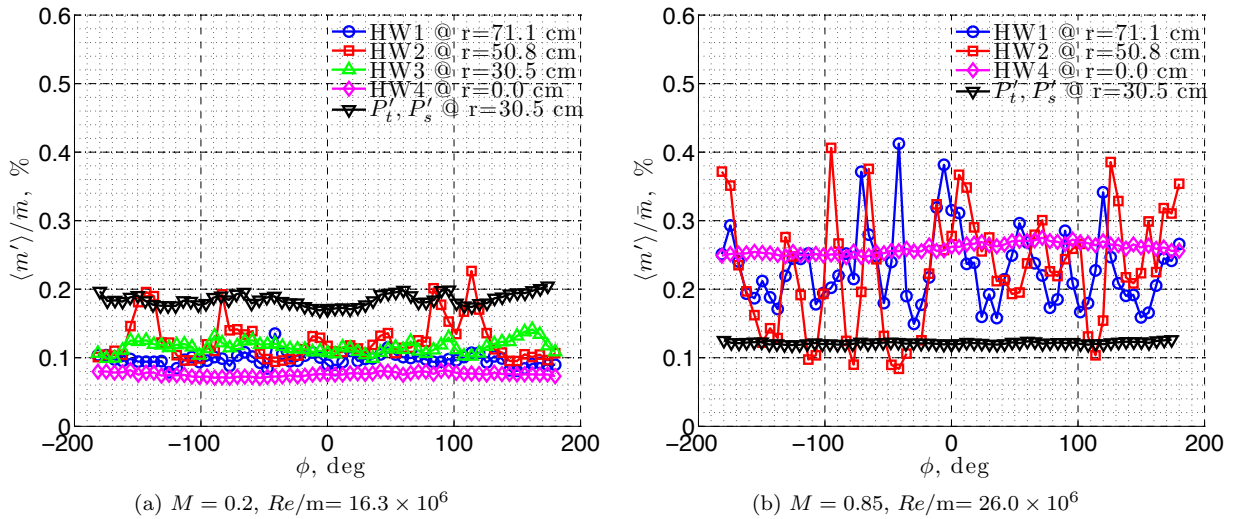 0.6
0.5
0.4
0.3
0.2
0.1
0
⟨m′⟩/m̄, %
HW1 @ r=71.1 cm
HW2 @ r=50.8 cm
HW3 @ r=30.5 cm
HW4 @ r=0.0 cm
P′t, P′s @ r=30.5 cm
−200 −100 0 100 200
ϕ, deg
(a) M = 0.2, Re/m= 16.3 × 10⁶
0.6
0.5
0.4
0.3
0.2
0.1
0
⟨m′⟩/m̄, %
HW1 @ r=71.1 cm
HW2 @ r=50.8 cm
HW4 @ r=0.0 cm
P′t, P′s @ r=30.5 cm
−200 −100 0 100 200
ϕ, deg
(b) M = 0.85, Re/m= 26.0 × 10⁶